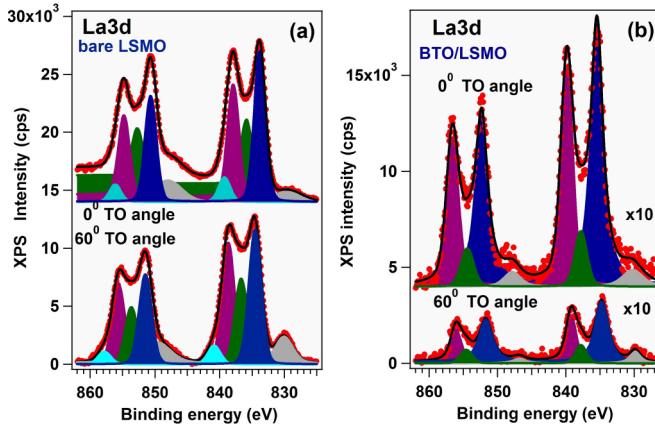 La3d
bare LSMO
(a)
30x10³
25
20
15
10
5
0
XPS Intensity (cps)
0⁰ TO angle
60⁰ TO angle
860 850 840 830
Binding energy (eV)
La3d
BTO/LSMO
(b)
15x10³
10
5
0
XPS intensity (cps)
0⁰ TO angle
x10
60⁰ TO angle
x10
860 850 840 830
Binding energy (eV)